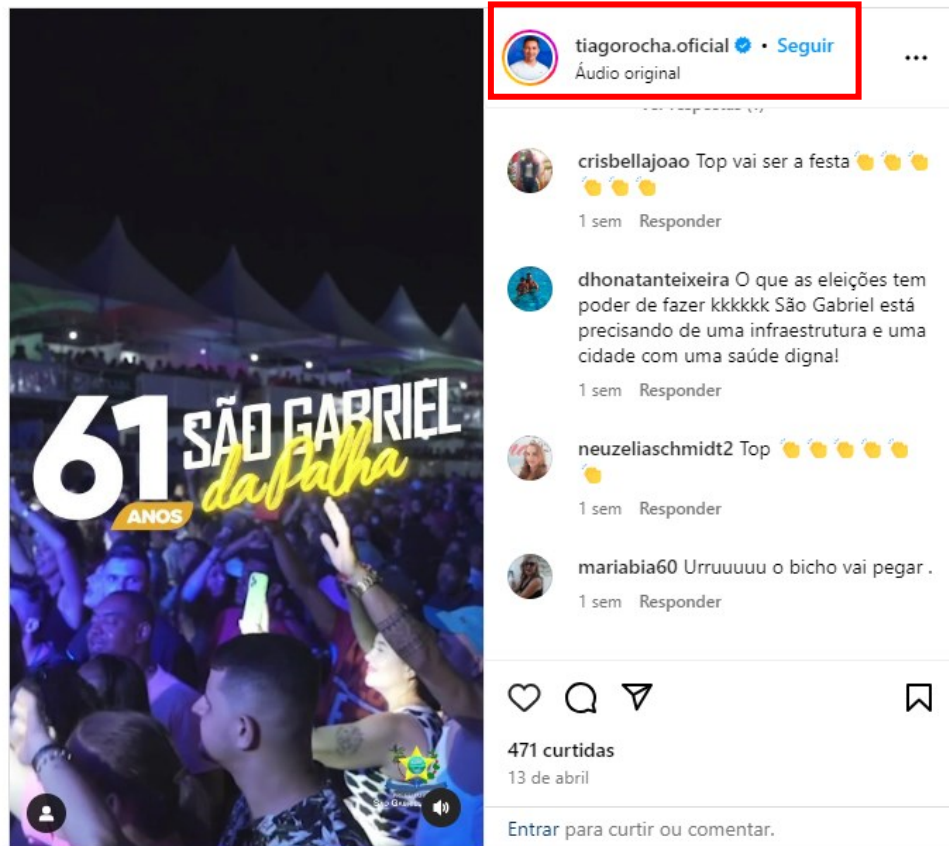 61
ANOS
SÃO GABRIEL
da Palha
tiagorocha.oficial • Seguir
Áudio original
crisbellajoao Top vai ser a festa👏👏👏
👏👏👏
1 sem Responder
dhonatanteixeira O que as eleições tem
poder de fazer kkkkkk São Gabriel está
precisando de uma infraestrutura e uma
cidade com uma saúde digna!
1 sem Responder
neuzeliaschmidt2 Top 👏👏👏👏👏
👏
1 sem Responder
mariabia60 Urruuuuu o bicho vai pegar .
1 sem Responder
471 curtidas
13 de abril
Entrar para curtir ou comentar.